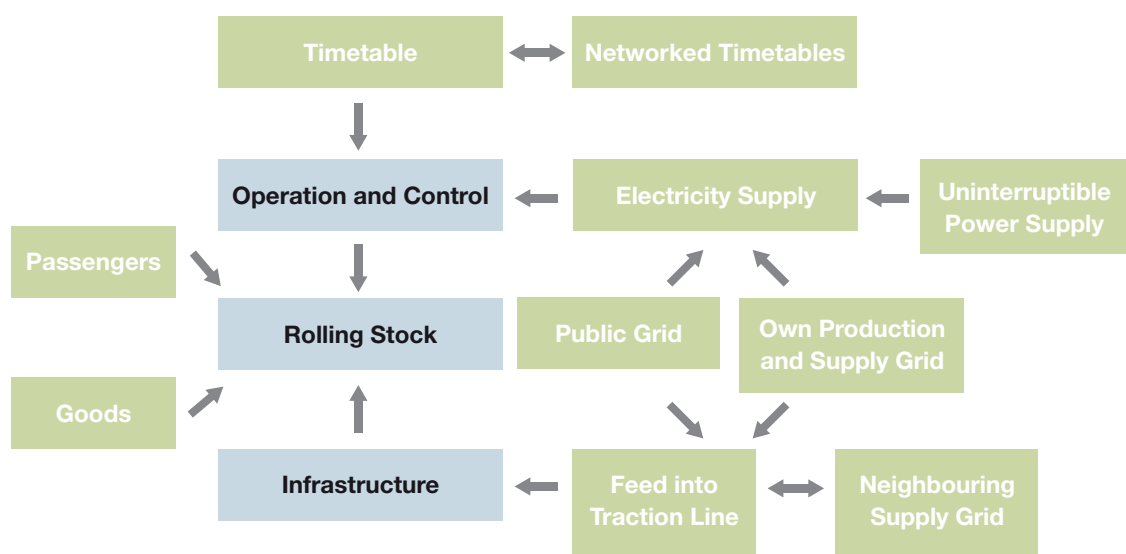 Timetable
Networked Timetables
Operation and Control
Electricity Supply
Uninterruptible
Power Supply
Passengers
Rolling Stock
Public Grid
Own Production
and Supply Grid
Goods
Infrastructure
Feed into
Traction Line
Neighbouring
Supply Grid